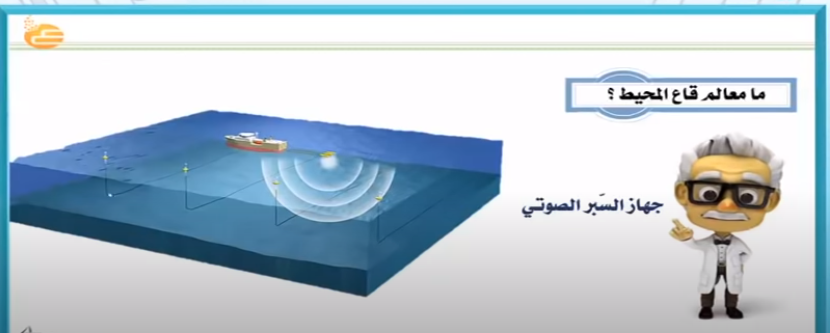 ما معالم قاع المحيط ؟
جهاز السَبر الصوتي